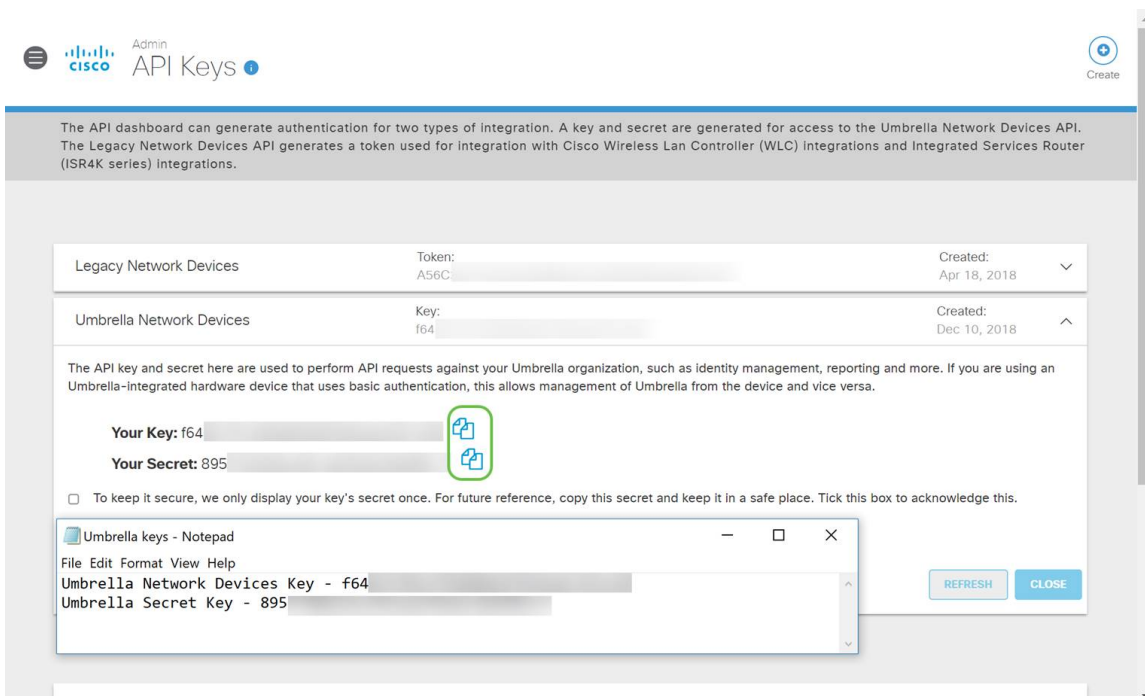 Admin
CISCO API Keys
Create
The API dashboard can generate authentication for two types of integration. A key and secret are generated for access to the Umbrella Network Devices API.
The Legacy Network Devices API generates a token used for integration with Cisco Wireless Lan Controller (WLC) integrations and Integrated Services Router
(ISR4K series) integrations.
Legacy Network Devices
Token:
A56C
Created:
Apr 18, 2018
Umbrella Network Devices
Key:
f64
Created:
Dec 10, 2018
The API key and secret here are used to perform API requests against your Umbrella organization, such as identity management, reporting and more. If you are using an
Umbrella-integrated hardware device that uses basic authentication, this allows management of Umbrella from the device and vice versa.
Your Key: f64
Your Secret: 895
To keep it secure, we only display your key's secret once. For future reference, copy this secret and keep it in a safe place. Tick this box to acknowledge this.
Umbrella keys - Notepad
File Edit Format View Help
Umbrella Network Devices Key - f64
Umbrella Secret Key - 895
REFRESH
CLOSE